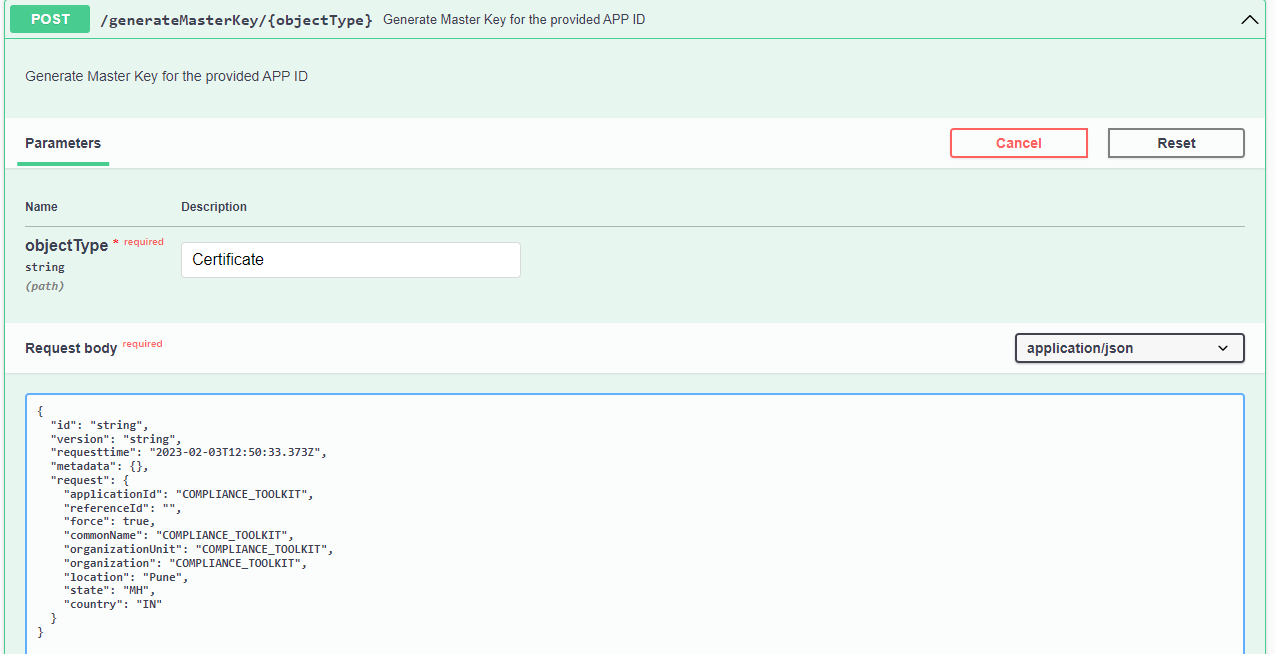 POST /generateMasterKey/{objectType} Generate Master Key for the provided APP ID
Generate Master Key for the provided APP ID
Parameters Cancel Reset
Name Description
objectType * required Certificate
string
(path)
Request body required application/json
{
  "id": "string",
  "version": "string",
  "requesttime": "2023-02-03T12:50:33.373Z",
  "metadata": {},
  "request": {
    "applicationId": "COMPLIANCE_TOOLKIT",
    "referenceId": "",
    "force": true,
    "commonName": "COMPLIANCE_TOOLKIT",
    "organizationUnit": "COMPLIANCE_TOOLKIT",
    "organization": "COMPLIANCE_TOOLKIT",
    "location": "Pune",
    "state": "MH",
    "country": "IN"
  }
}